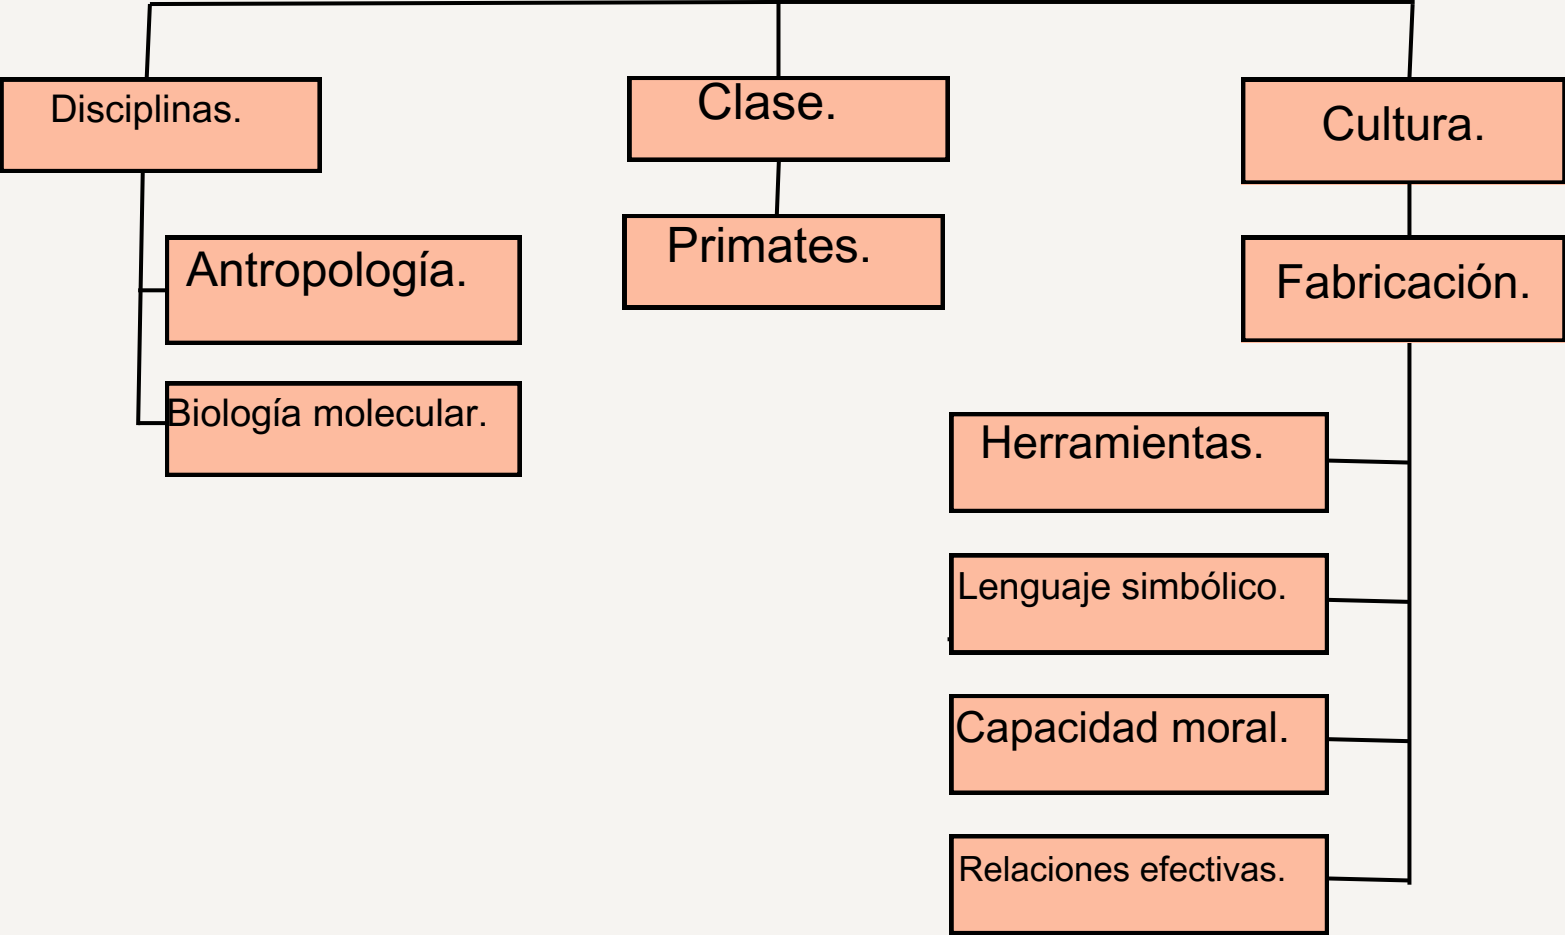 Disciplinas.
Clase.
Cultura.
Antropología.
Primates.
Fabricación.
Biología molecular.
Herramientas.
Lenguaje simbólico.
Capacidad moral.
Relaciones efectivas.